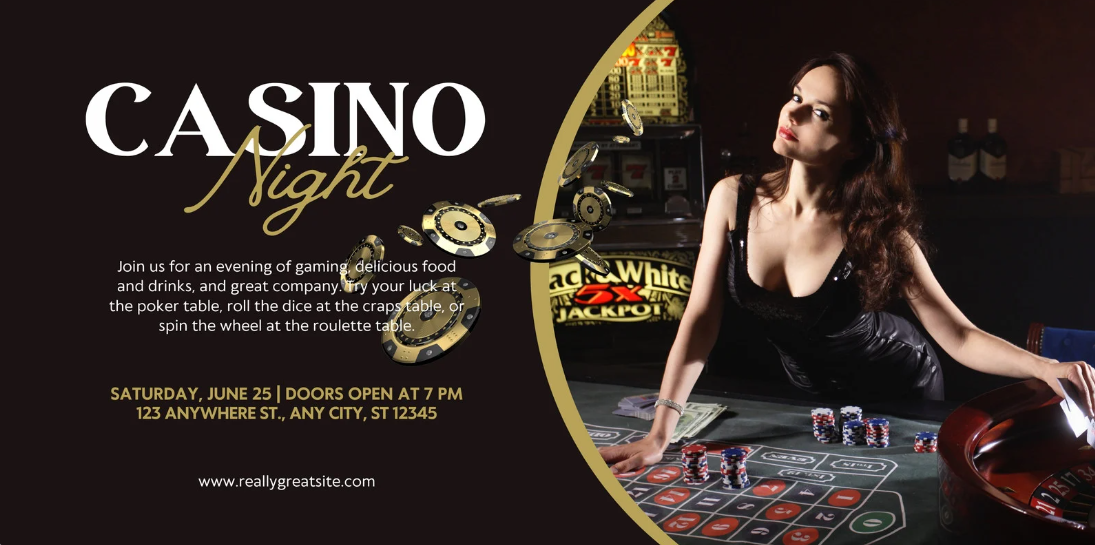 CASINO
Night
Join us for an evening of gaming, delicious food
and drinks, and great company. Try your luck at
the poker table, roll the dice at the craps table, or
spin the wheel at the roulette table.
SATURDAY, JUNE 25 | DOORS OPEN AT 7 PM
123 ANYWHERE ST., ANY CITY, ST 12345
www.reallygreatsite.com
&White
5X
JACKPOT
EVEN
0